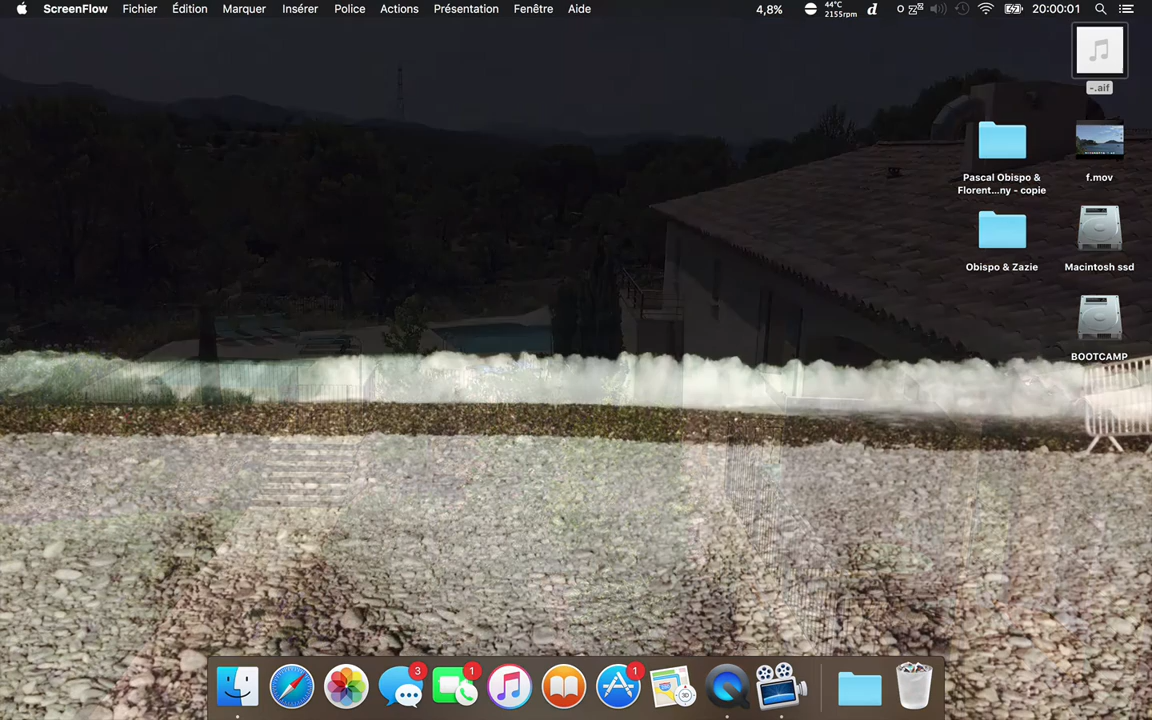 ScreenFlow Fichier Édition Marquer Insérer Police Actions Présentation Fenêtre Aide 4,8% 44°C 2155rpm d 20:00:01
-.aif
Pascal Obispo & Florent...ny - copie
f.mov
Obispo & Zazie
Macintosh ssd
BOOTCAMP
3
1
1
3D